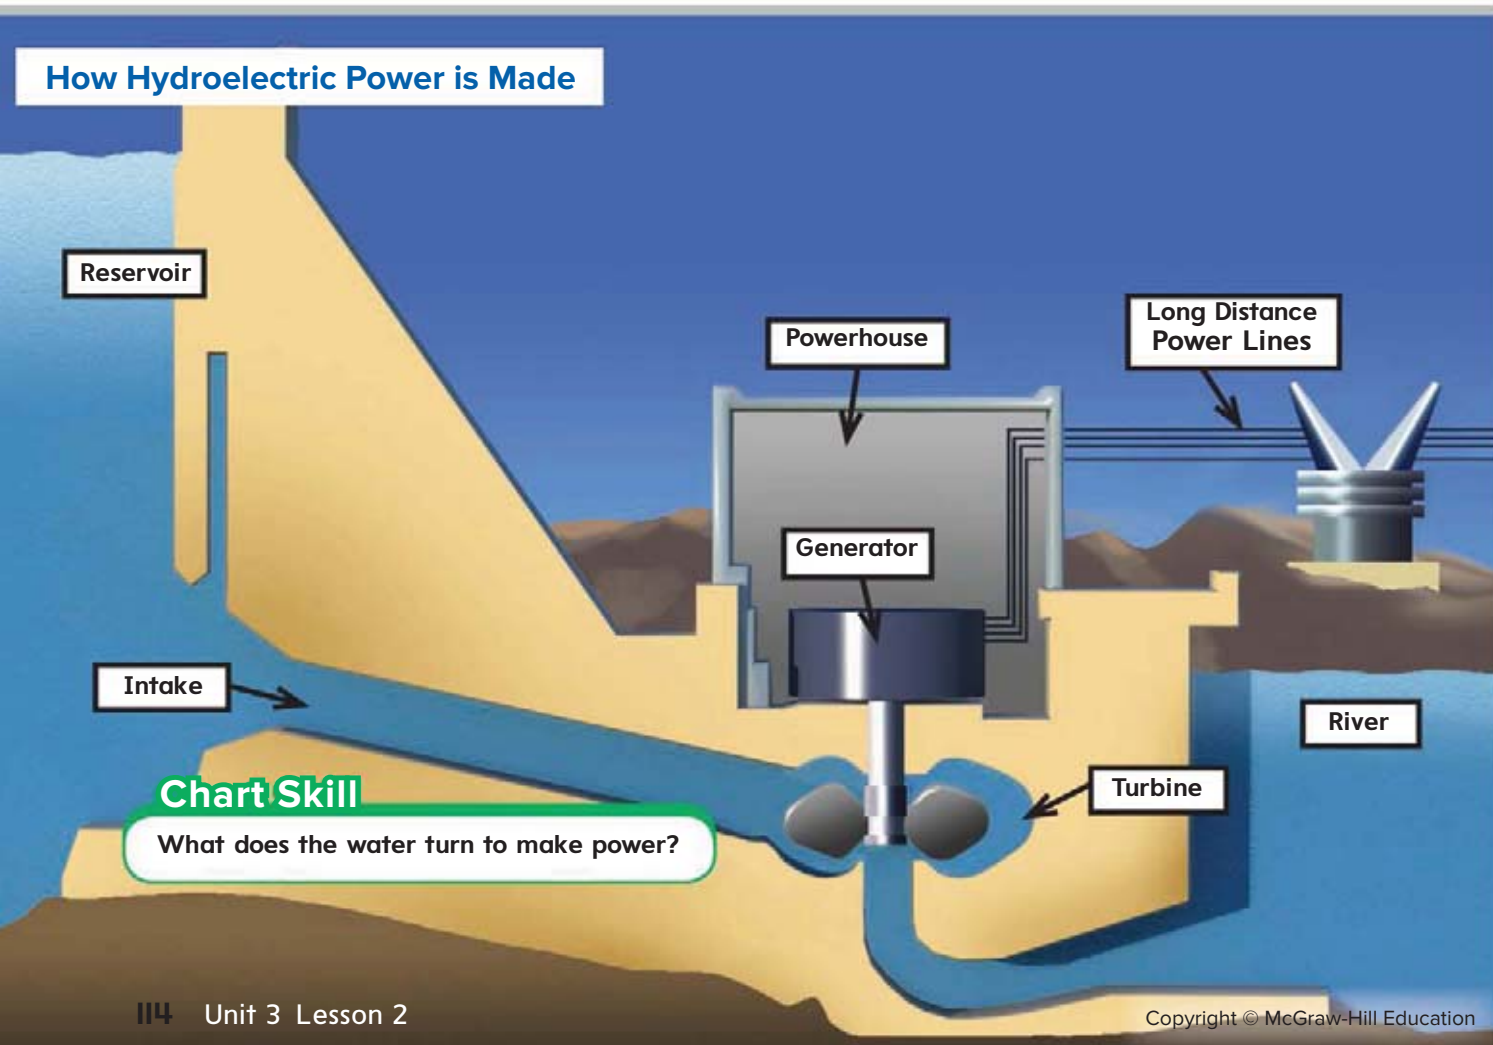 How Hydroelectric Power is Made
Reservoir
Powerhouse
Long Distance
Power Lines
Generator
Intake
River
Turbine
Chart Skill
What does the water turn to make power?
114 Unit 3 Lesson 2
Copyright © McGraw-Hill Education